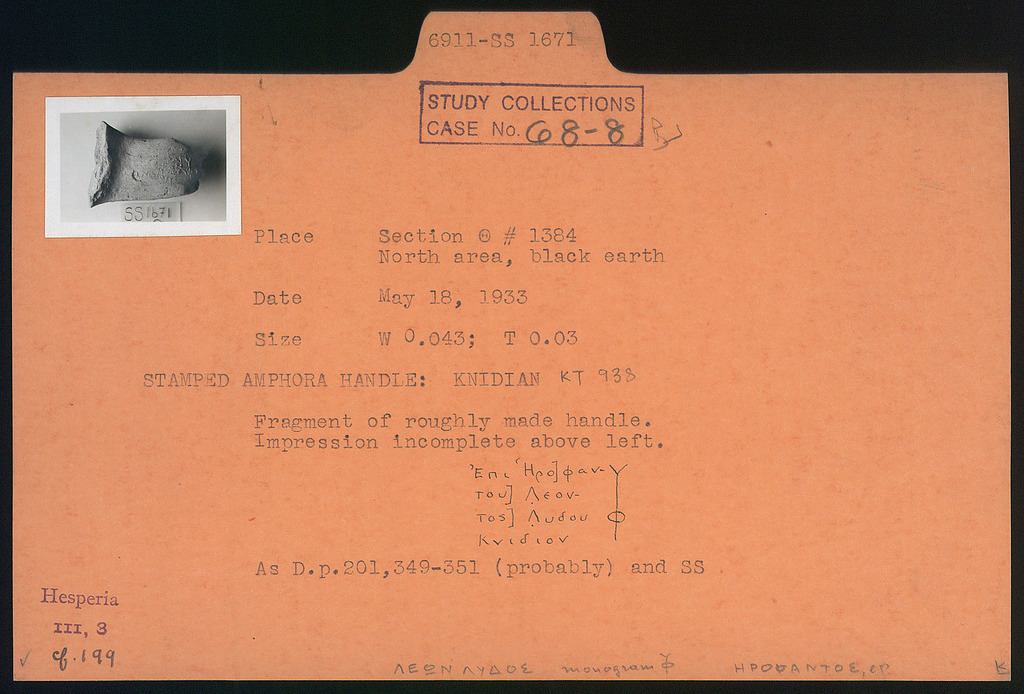 6911-SS 1671
STUDY COLLECTIONS
CASE No. 68-8
SS 1671
Place Section Θ # 1384
North area, black earth
Date May 18, 1933
Size W 0.043; T 0.03
STAMPED AMPHORA HANDLE: KNIDIAN KT 938
Fragment of roughly made handle.
Impression incomplete above left.
Ἐπι Ἡρο]φαν-
του] Λεον-
τος] Λυδου
Κνιδιον
As D.p.201,349-351 (probably) and SS
Hesperia
III, 3
✓ cf. 199
ΛΕΩΝ ΛΥΔΟΣ monogram ΗΡΟΦΑΝΤΟΣ, ἐπ. K